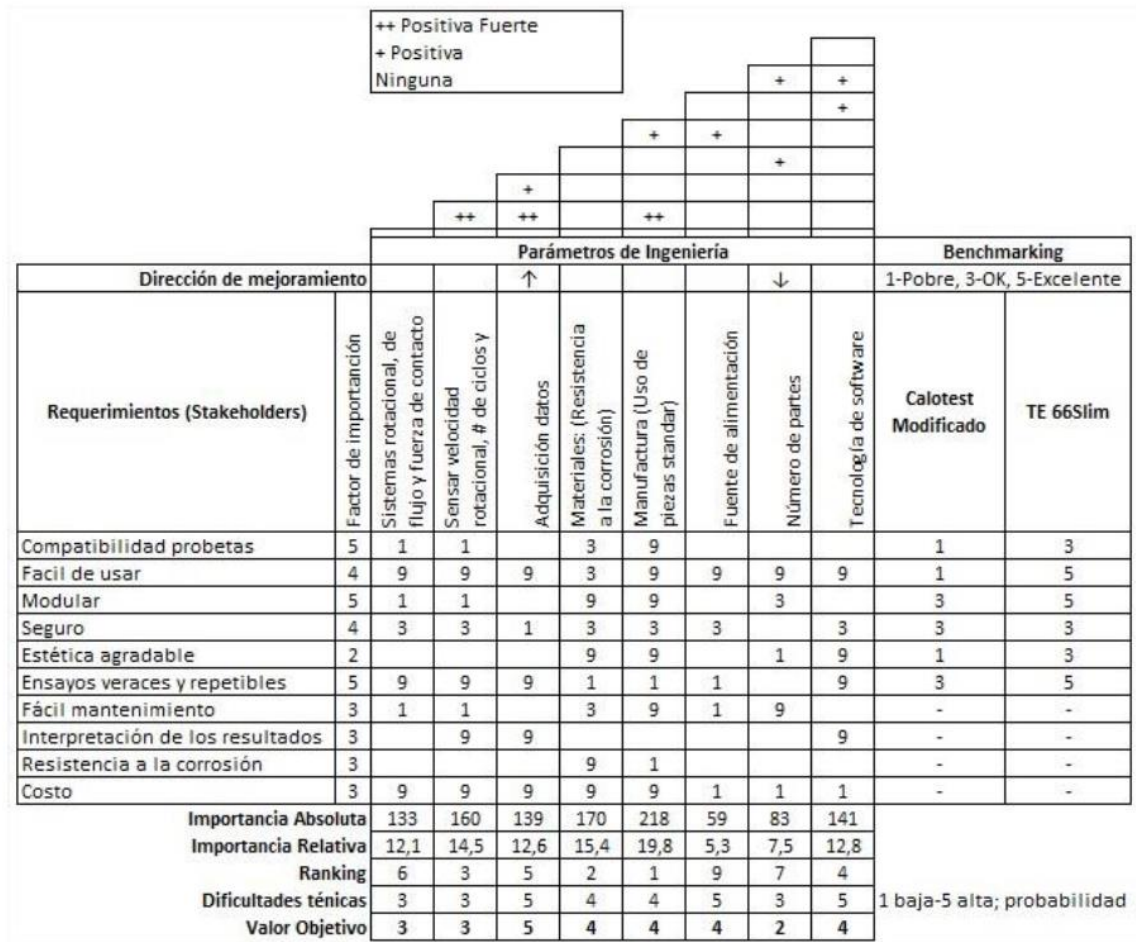 ++ Positiva Fuerte
+ Positiva
Ninguna
+ +
+
+ +
+
+
++ ++ ++
Parámetros de Ingeniería Benchmarking
Dirección de mejoramiento ↑ ↓ 1-Pobre, 3-OK, 5-Excelente
Requerimientos (Stakeholders)
Factor de importanción
Sistemas rotacional, de
flujo y fuerza de contacto
Sensar velocidad
rotacional, # de ciclos y
Adquisición datos
Materiales: (Resistencia
a la corrosión)
Manufactura (Uso de
piezas standar)
Fuente de alimentación
Número de partes
Tecnología de software
Calotest
Modificado
TE 66Slim
Compatibilidad probetas 5 1 1 3 9 1 3
Facil de usar 4 9 9 9 3 9 9 9 9 1 5
Modular 5 1 1 9 9 3 3 5
Seguro 4 3 3 1 3 3 3 3 3 3
Estética agradable 2 9 9 1 9 1 3
Ensayos veraces y repetibles 5 9 9 9 1 1 1 9 3 5
Fácil mantenimiento 3 1 1 3 9 1 9 - -
Interpretación de los resultados 3 9 9 9 - -
Resistencia a la corrosión 3 9 1 - -
Costo 3 9 9 9 9 9 1 1 1 - -
Importancia Absoluta 133 160 139 170 218 59 83 141
Importancia Relativa 12,1 14,5 12,6 15,4 19,8 5,3 7,5 12,8
Ranking 6 3 5 2 1 9 7 4
Dificultades ténicas 3 3 5 4 4 5 3 5 1 baja-5 alta; probabilidad
Valor Objetivo 3 3 5 4 4 4 2 4